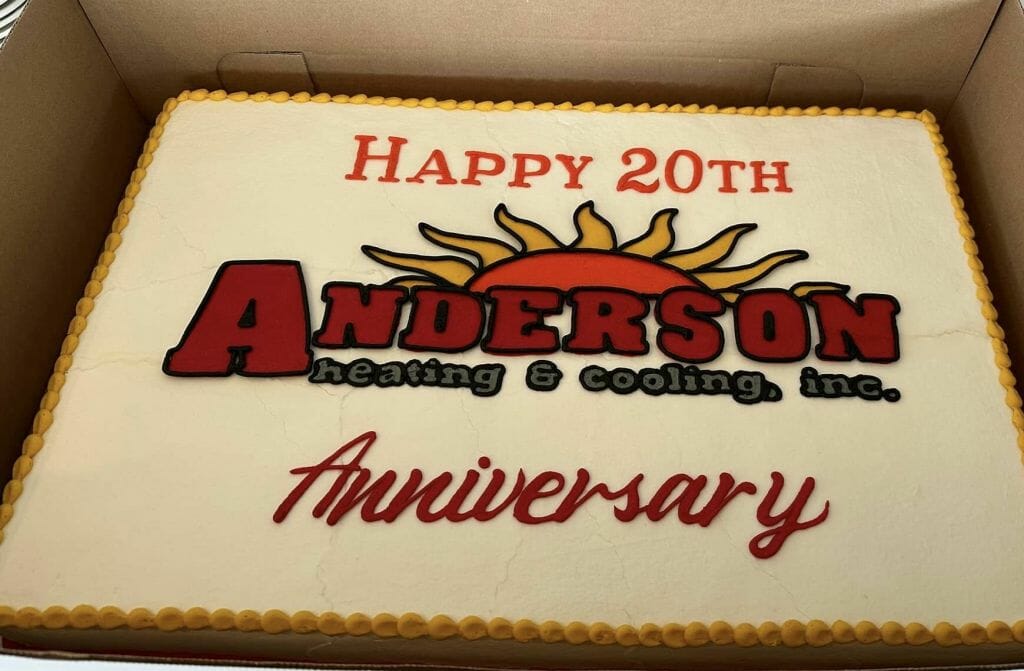 Happy 20th
Anderson
heating & cooling, inc.
Anniversary